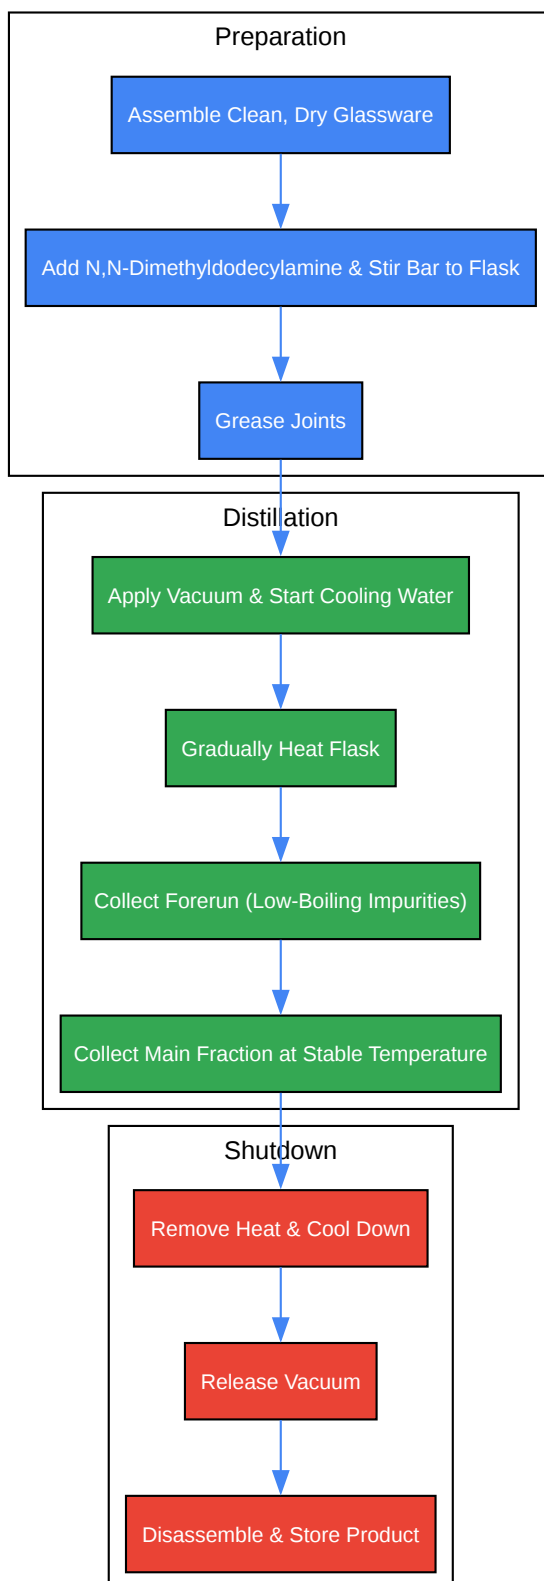 Preparation
Assemble Clean, Dry Glassware
Add N,N-Dimethyldodecylamine & Stir Bar to Flask
Grease Joints
Distillation
Apply Vacuum & Start Cooling Water
Gradually Heat Flask
Collect Forerun (Low-Boiling Impurities)
Collect Main Fraction at Stable Temperature
Shutdown
Remove Heat & Cool Down
Release Vacuum
Disassemble & Store Product